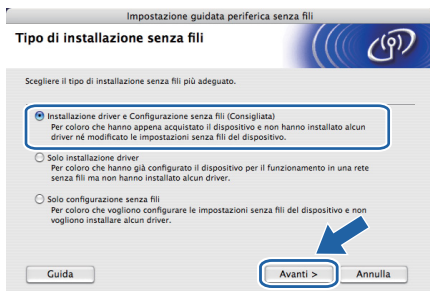 Impostazione guidata periferica senza fili
Tipo di installazione senza fili
Scegliere il tipo di installazione senza fili più adeguato.
Installazione driver e Configurazione senza fili (Consigliata)
Per coloro che hanno appena acquistato il dispositivo e non hanno installato alcun
driver né modificato le impostazioni senza fili del dispositivo.
Solo installazione driver
Per coloro che hanno già configurato il dispositivo per il funzionamento in una rete
senza fili ma non hanno installato alcun driver.
Solo configurazione senza fili
Per coloro che vogliono configurare le impostazioni senza fili del dispositivo e non
vogliono installare alcun driver.
Guida
Avanti >
Annulla